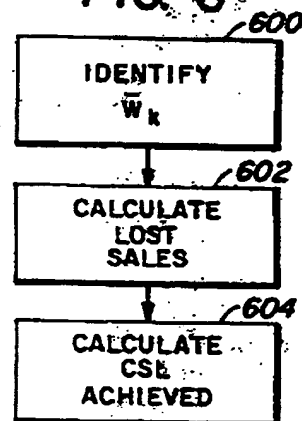 600
IDENTIFY
W̅k
602
CALCULATE
LOST
SALES
604
CALCULATE
CSL
ACHIEVED